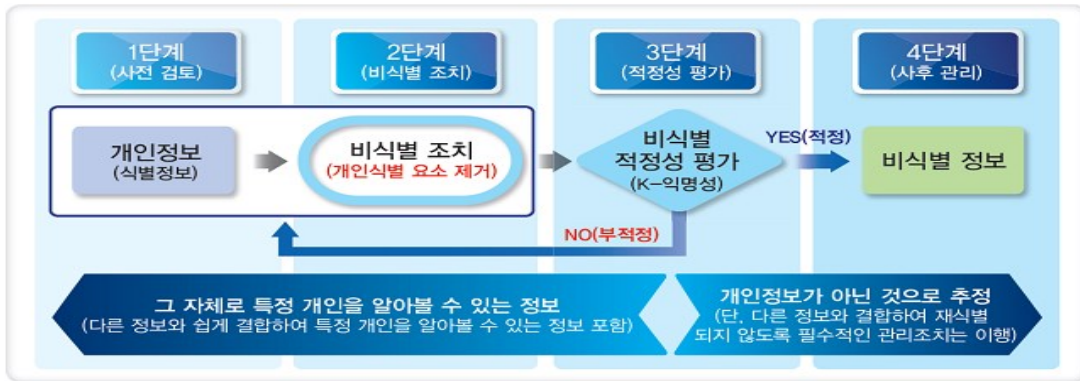 1단계
(사전 검토)
2단계
(비식별 조치)
3단계
(적정성 평가)
4단계
(사후 관리)
개인정보
(식별정보)
비식별 조치
(개인식별 요소 제거)
비식별
적정성 평가
(K-익명성)
YES(적정)
비식별 정보
NO(부적정)
그 자체로 특정 개인을 알아볼 수 있는 정보
(다른 정보와 쉽게 결합하여 특정 개인을 알아볼 수 있는 정보 포함)
개인정보가 아닌 것으로 추정
(단, 다른 정보와 결합하여 재식별
되지 않도록 필수적인 관리조치는 이행)